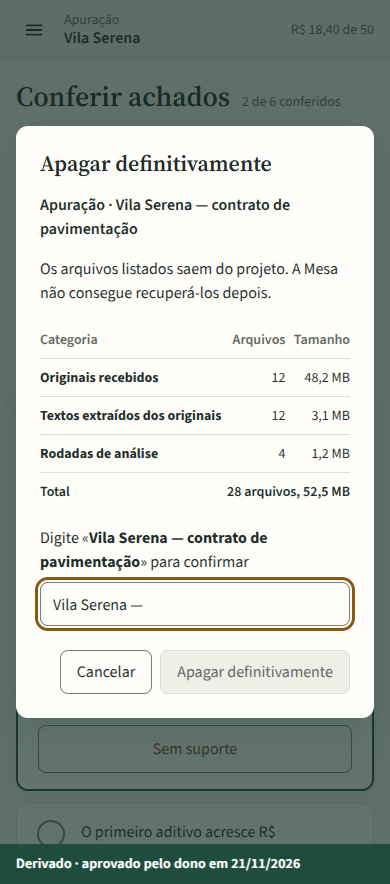 Apuração
Vila Serena
R$ 18,40 de 50
Conferir achados 2 de 6 conferidos
Apagar definitivamente
Apuração · Vila Serena — contrato de
pavimentação
Os arquivos listados saem do projeto. A Mesa
não consegue recuperá-los depois.
Categoria Arquivos Tamanho
Originais recebidos 12 48,2 MB
Textos extraídos dos originais 12 3,1 MB
Rodadas de análise 4 1,2 MB
Total 28 arquivos, 52,5 MB
Digite «Vila Serena — contrato de
pavimentação» para confirmar
Vila Serena —
Cancelar Apagar definitivamente
Sem suporte
O primeiro aditivo acresce R$
Derivado · aprovado pelo dono em 21/11/2026